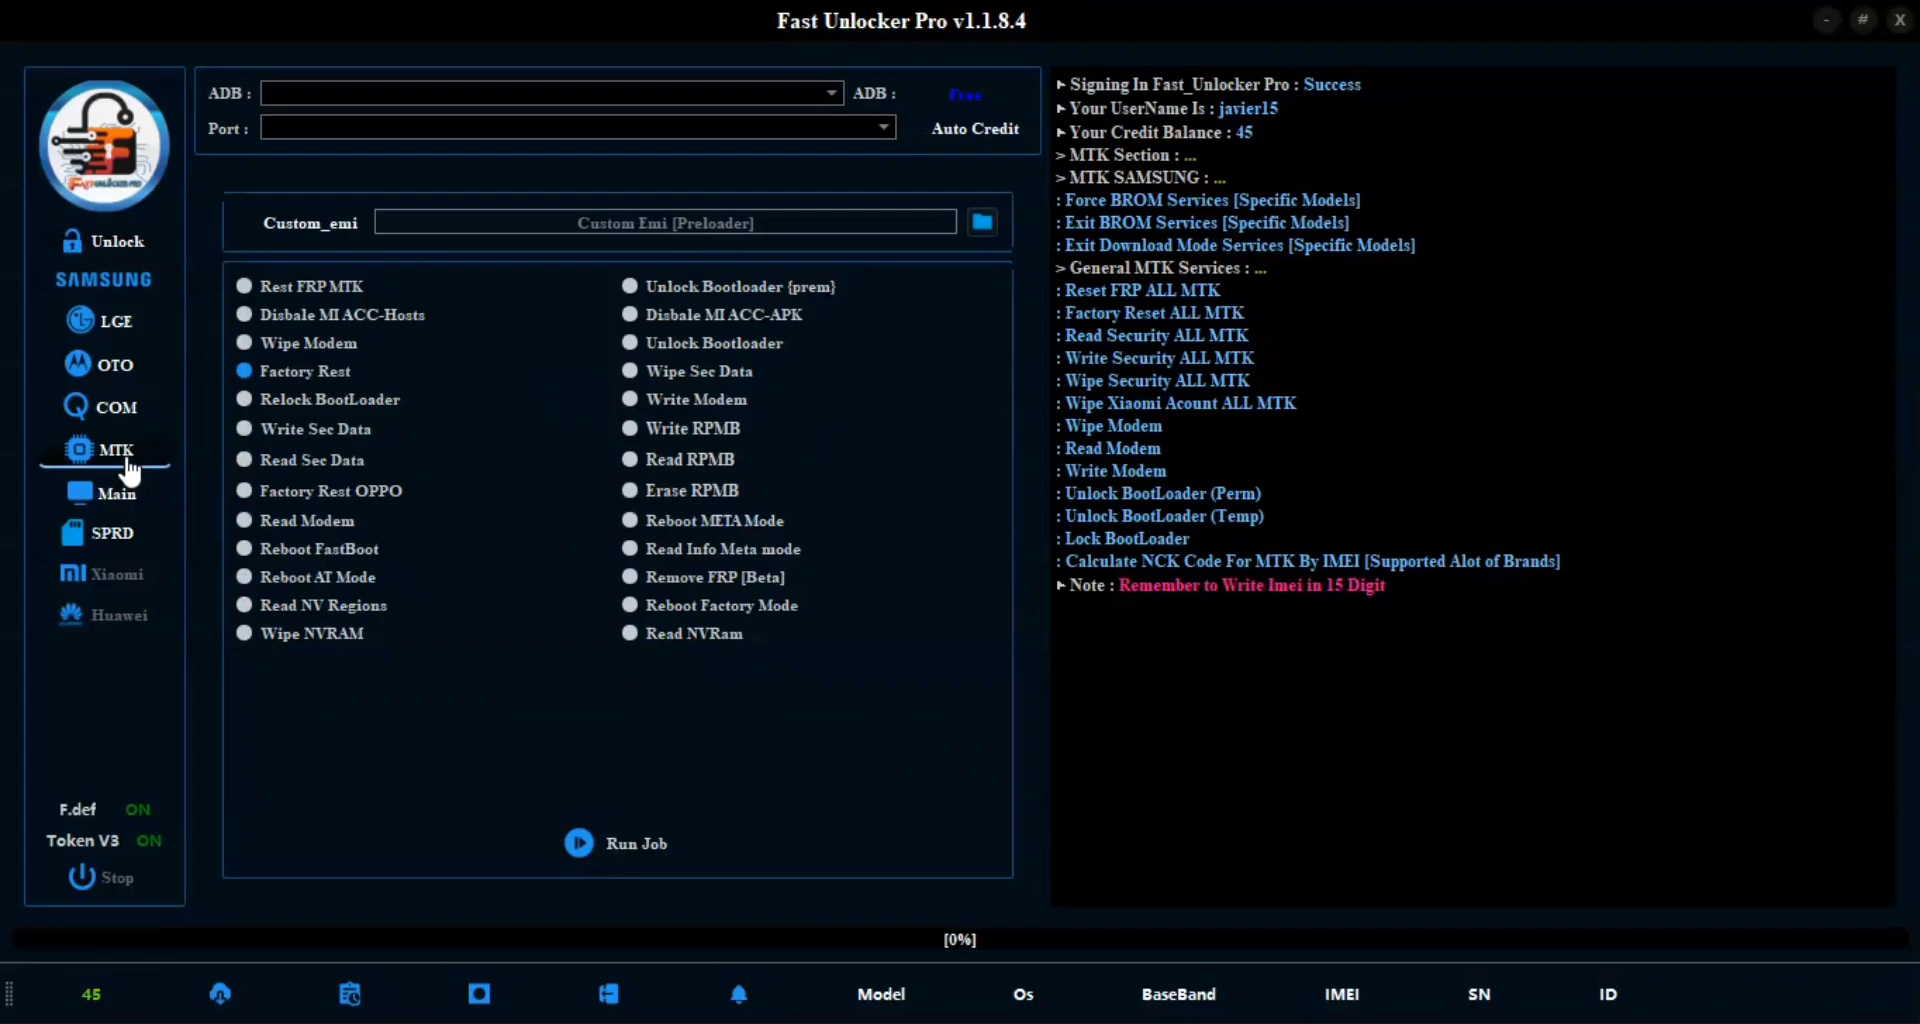 Fast Unlocker Pro v1.1.8.4
- # X
FAST UNLOCKER PRO
Unlock
SAMSUNG
LGE
OTO
COM
MTK
Main
SPRD
Xiaomi
Huawei
F.def ON
Token V3 ON
Stop
ADB : ADB : Free
Port : Auto Credit
Custom_emi Custom Emi [Preloader]
Rest FRP MTK Unlock Bootloader {prem}
Disbale MI ACC-Hosts Disbale MI ACC-APK
Wipe Modem Unlock Bootloader
Factory Rest Wipe Sec Data
Relock BootLoader Write Modem
Write Sec Data Write RPMB
Read Sec Data Read RPMB
Factory Rest OPPO Erase RPMB
Read Modem Reboot META Mode
Reboot FastBoot Read Info Meta mode
Reboot AT Mode Remove FRP [Beta]
Read NV Regions Reboot Factory Mode
Wipe NVRAM Read NVRam
Run Job
Signing In Fast_Unlocker Pro : Success
Your UserName Is : javier15
Your Credit Balance : 45
> MTK Section : ...
> MTK SAMSUNG : ...
: Force BROM Services [Specific Models]
: Exit BROM Services [Specific Models]
: Exit Download Mode Services [Specific Models]
> General MTK Services : ...
: Reset FRP ALL MTK
: Factory Reset ALL MTK
: Read Security ALL MTK
: Write Security ALL MTK
: Wipe Security ALL MTK
: Wipe Xiaomi Acount ALL MTK
: Wipe Modem
: Read Modem
: Write Modem
: Unlock BootLoader (Perm)
: Unlock BootLoader (Temp)
: Lock BootLoader
: Calculate NCK Code For MTK By IMEI [Supported Alot of Brands]
Note : Remember to Write Imei in 15 Digit
[0%]
45 Model Os BaseBand IMEI SN ID